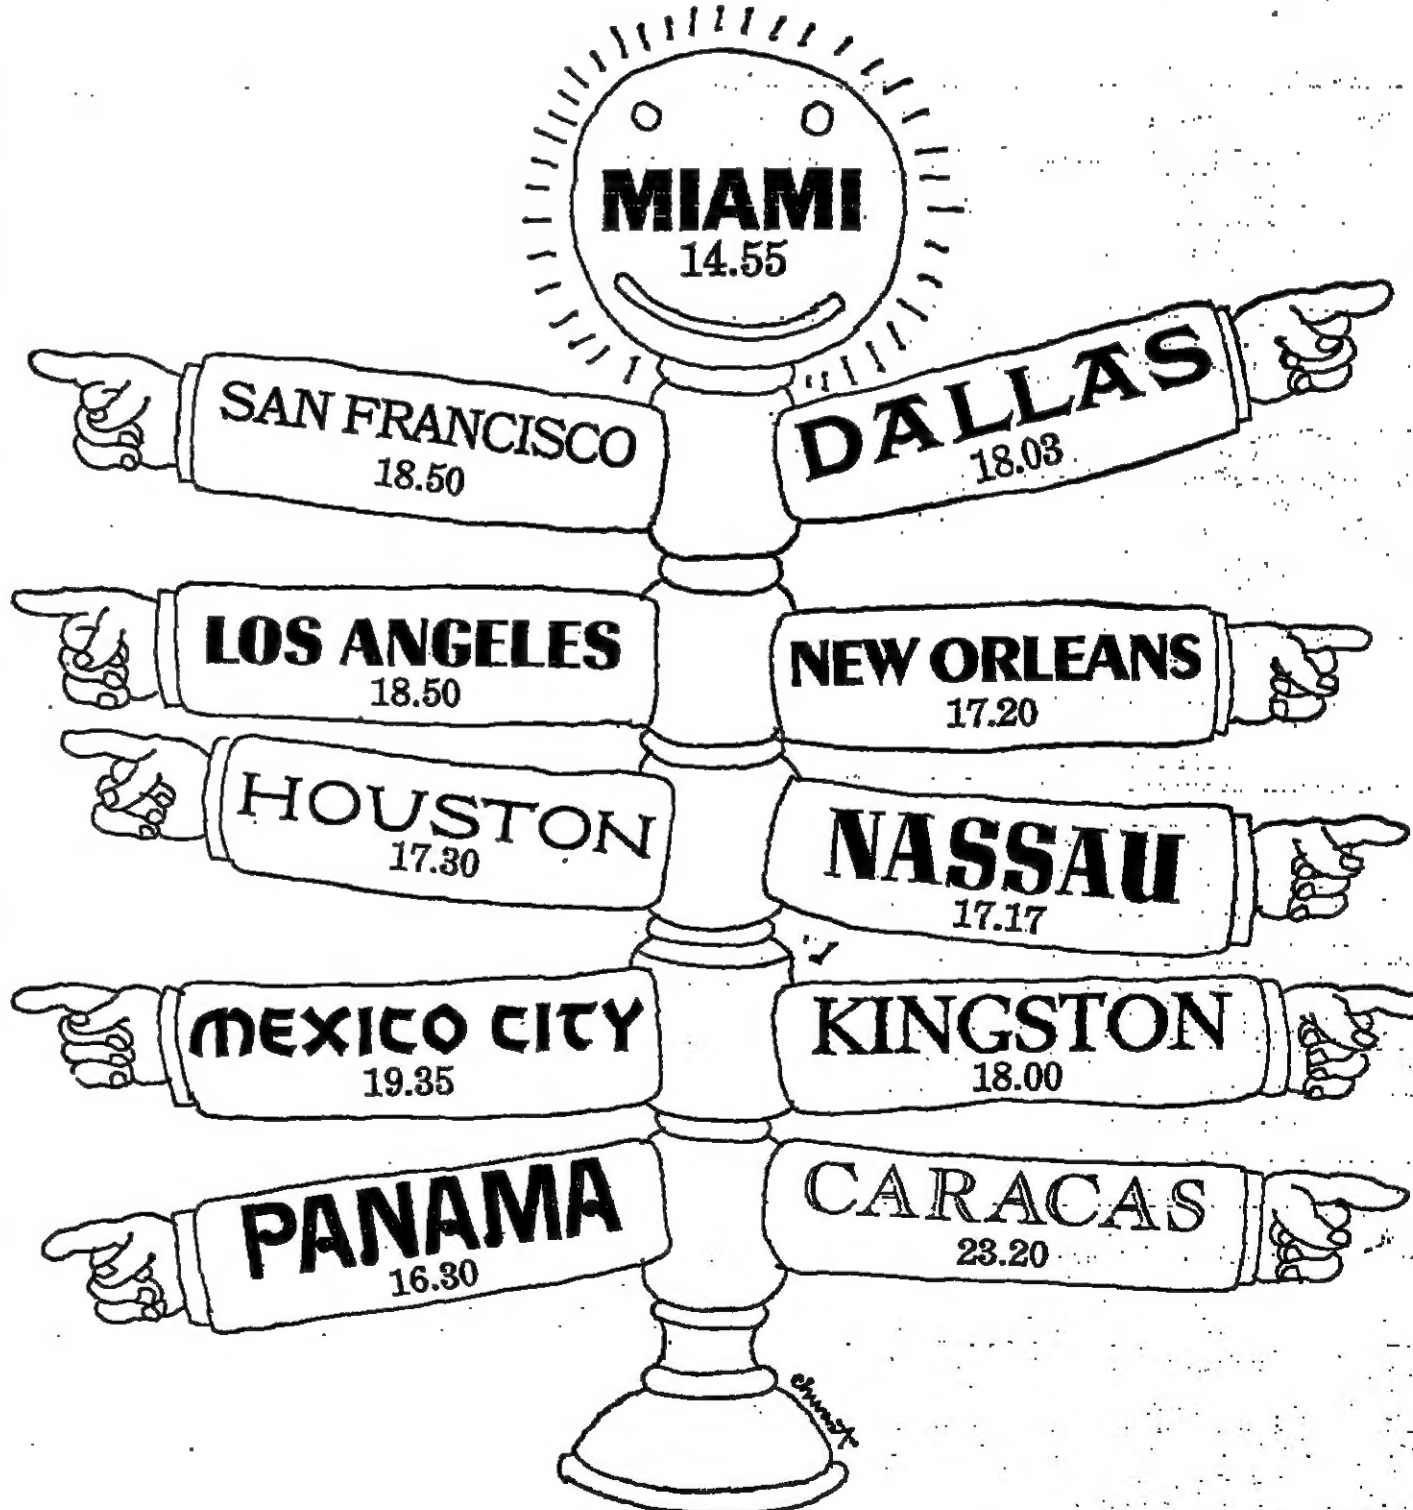 MIAMI
14.55
SAN FRANCISCO
18.50
DALLAS
18.03
LOS ANGELES
18.50
NEW ORLEANS
17.20
HOUSTON
17.30
NASSAU
17.17
MEXICO CITY
19.35
KINGSTON
18.00
PANAMA
16.30
CARACAS
23.20